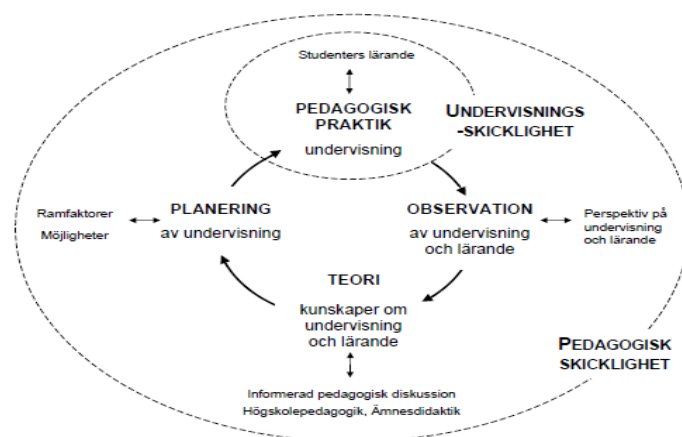 Studenters lärande
PEDAGOGISK
PRAKTIK
undervisning
UNDERVISNINGS
-SKICKLIGHET
Ramfaktorer
Möjligheter
PLANERING
av undervisning
OBSERVATION
av undervisning
och lärande
Perspektiv på
undervisning
och lärande
TEORI
kunskaper om
undervisning
och lärande
PEDAGOGISK
SKICKLIGHET
Informerad pedagogisk diskussion
Högskolepedagogik, Ämnesdidaktik